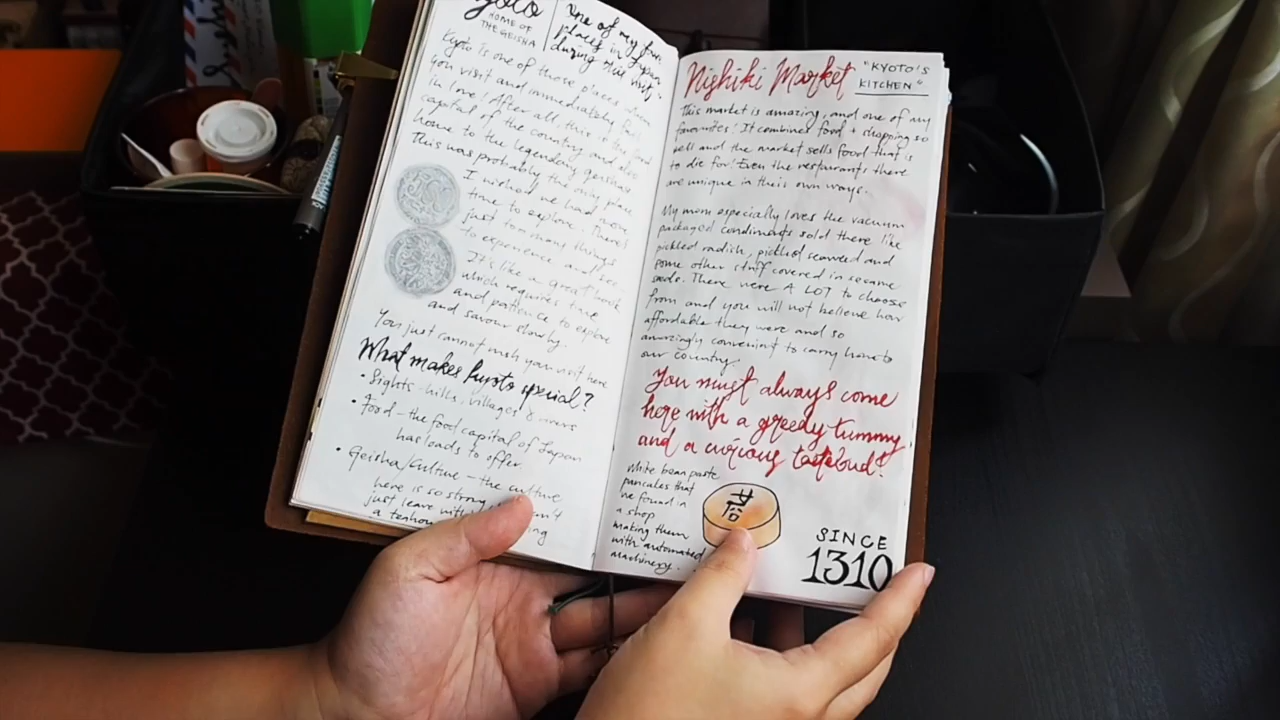 Kyoto
HOME OF
THE GEISHA
one of my fav
places in Japan
during this visit.
Kyoto is one of those places when
you visit and immediately fall
in love! After all this is the food
capital of the country and also
home to the legendary geishas.
This was probably the only place
I wished we had more
time to explore. There's
just too many things
to experience and see.
It's like a great book
which requires time
and patience to explore
and savour slowly.
You just cannot rush your visit here
What makes Kyoto special?
• Sights - hills, villages & rivers
• Food - the food capital of Japan
has loads to offer.
• Geisha/Culture - the culture
here is so strong
just leave
a teahou
Nishiki Market
"KYOTO'S
KITCHEN"
This market is amazing, and one of my
favourites! It combines food + shopping so
well and the market sells food that is
to die for! Even the restaurants there
are unique in their own ways.
My mom especially loves the vacuum
packaged condiments sold there like
pickled radish, pickled seaweed and
some other stuff covered in sesame
seeds. There were A LOT to choose
from and you will not believe how
affordable they were and so
amazingly convenient to carry home to
our country.
You must always come
here with a greedy tummy
and a curious tastebud!
White bean paste
pancakes that
we found in
a shop
making them
with automated
machinery.
SINCE
1310